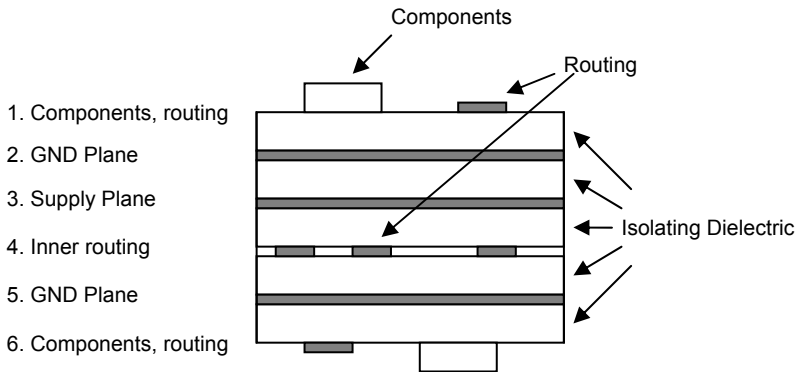 Components
Routing
1. Components, routing
2. GND Plane
3. Supply Plane
4. Inner routing
5. GND Plane
6. Components, routing
Isolating Dielectric